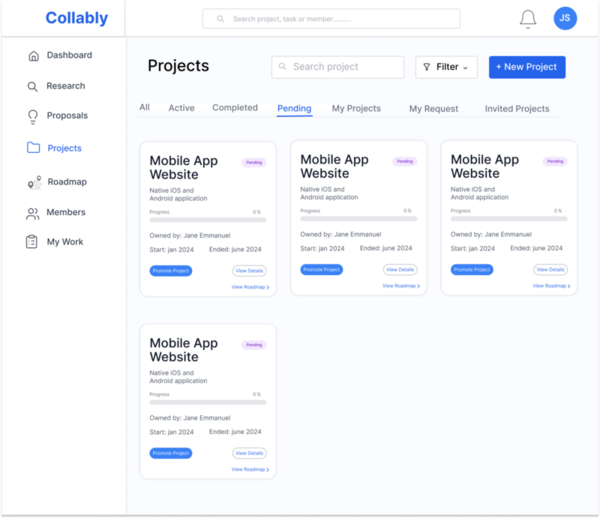 Collably
Search project, task or member..........
JS
Dashboard
Research
Proposals
Projects
Roadmap
Members
My Work
Projects
Search project
Filter
+ New Project
All Active Completed Pending My Projects My Request Invited Projects
Mobile App
Website
Pending
Native iOS and
Android application
Progress 0 %
Owned by: Jane Emmanuel
Start: jan 2024 Ended: june 2024
Promote Project View Details
View Roadmap
Mobile App
Website
Pending
Native iOS and
Android application
Progress 0 %
Owned by: Jane Emmanuel
Start: jan 2024 Ended: june 2024
Promote Project View Details
View Roadmap
Mobile App
Website
Pending
Native iOS and
Android application
Progress 0 %
Owned by: Jane Emmanuel
Start: jan 2024 Ended: june 2024
Promote Project View Details
View Roadmap
Mobile App
Website
Pending
Native iOS and
Android application
Progress 0 %
Owned by: Jane Emmanuel
Start: jan 2024 Ended: june 2024
Promote Project View Details
View Roadmap